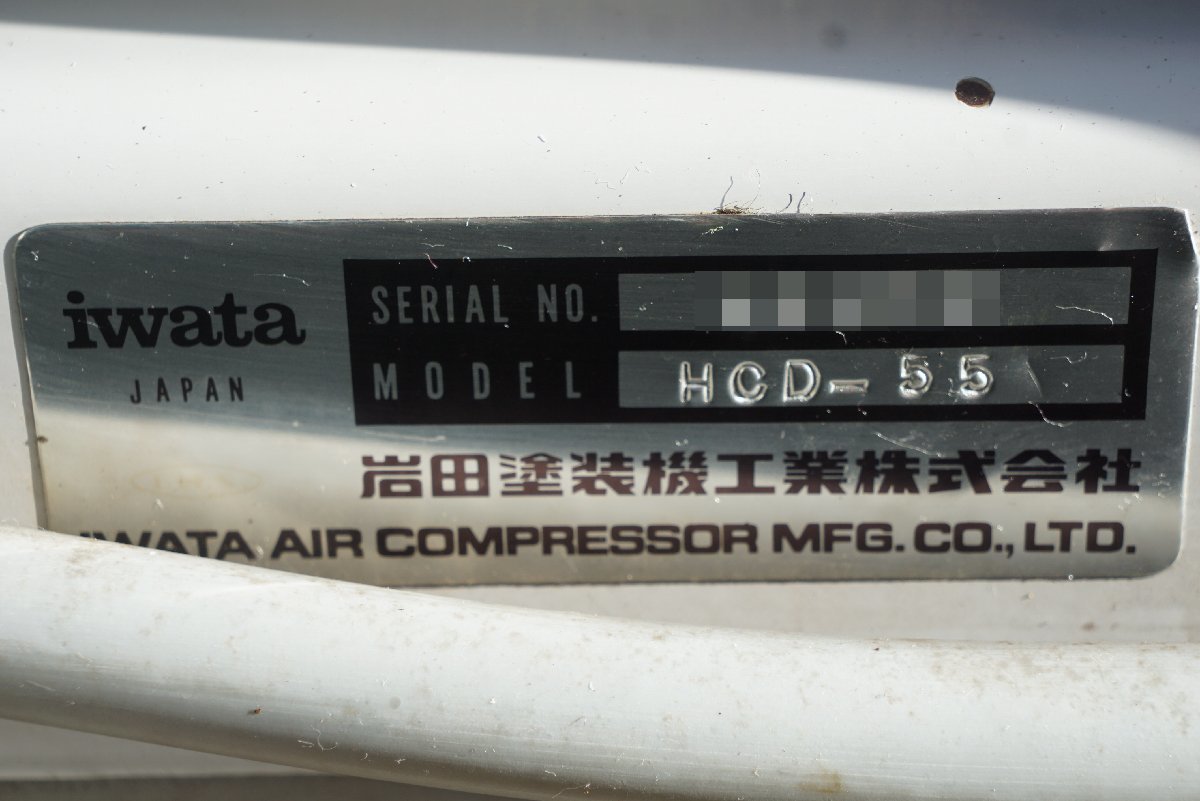 iwata
JAPAN
SERIAL NO.
MODEL HCD-55
岩田塗装機工業株式会社
IWATA AIR COMPRESSOR MFG. CO., LTD.